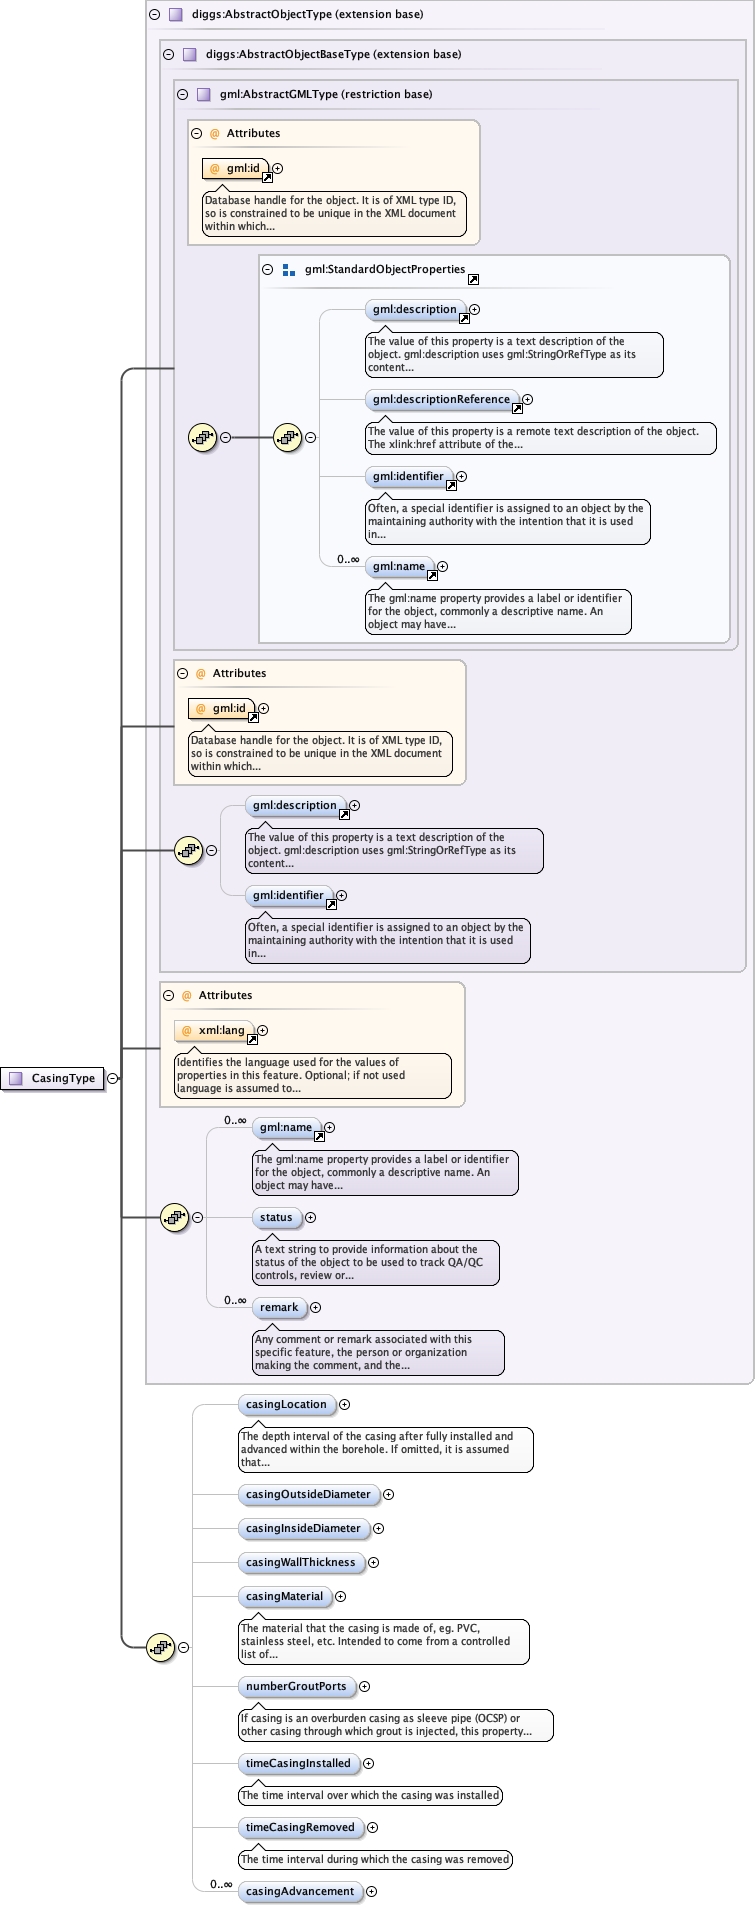 diggs:AbstractObjectType (extension base)
diggs:AbstractObjectBaseType (extension base)
gml:AbstractGMLType (restriction base)
@ Attributes
@ gml:id
Database handle for the object. It is of XML type ID,
so is constrained to be unique in the XML document
within which...
gml:StandardObjectProperties
gml:description
The value of this property is a text description of the
object. gml:description uses gml:StringOrRefType as its
content...
gml:descriptionReference
The value of this property is a remote text description of the object.
The xlink:href attribute of the...
gml:identifier
Often, a special identifier is assigned to an object by the
maintaining authority with the intention that it is used
in...
0..∞
gml:name
The gml:name property provides a label or identifier
for the object, commonly a descriptive name. An
object may have...
@ Attributes
@ gml:id
Database handle for the object. It is of XML type ID,
so is constrained to be unique in the XML document
within which...
gml:description
The value of this property is a text description of the
object. gml:description uses gml:StringOrRefType as its
content...
gml:identifier
Often, a special identifier is assigned to an object by the
maintaining authority with the intention that it is used
in...
@ Attributes
@ xml:lang
Identifies the language used for the values of
properties in this feature. Optional; if not used
language is assumed to...
CasingType
0..∞
gml:name
The gml:name property provides a label or identifier
for the object, commonly a descriptive name. An
object may have...
status
A text string to provide information about the
status of the object to be used to track QA/QC
controls, review or...
0..∞
remark
Any comment or remark associated with this
specific feature, the person or organization
making the comment, and the...
casingLocation
The depth interval of the casing after fully installed and
advanced within the borehole. If omitted, it is assumed
that...
casingOutsideDiameter
casingInsideDiameter
casingWallThickness
casingMaterial
The material that the casing is made of, eg. PVC,
stainless steel, etc. Intended to come from a controlled
list of...
numberGroutPorts
If casing is an overburden casing as sleeve pipe (OCSP) or
other casing through which grout is injected, this property...
timeCasingInstalled
The time interval over which the casing was installed
timeCasingRemoved
The time interval during which the casing was removed
0..∞
casingAdvancement